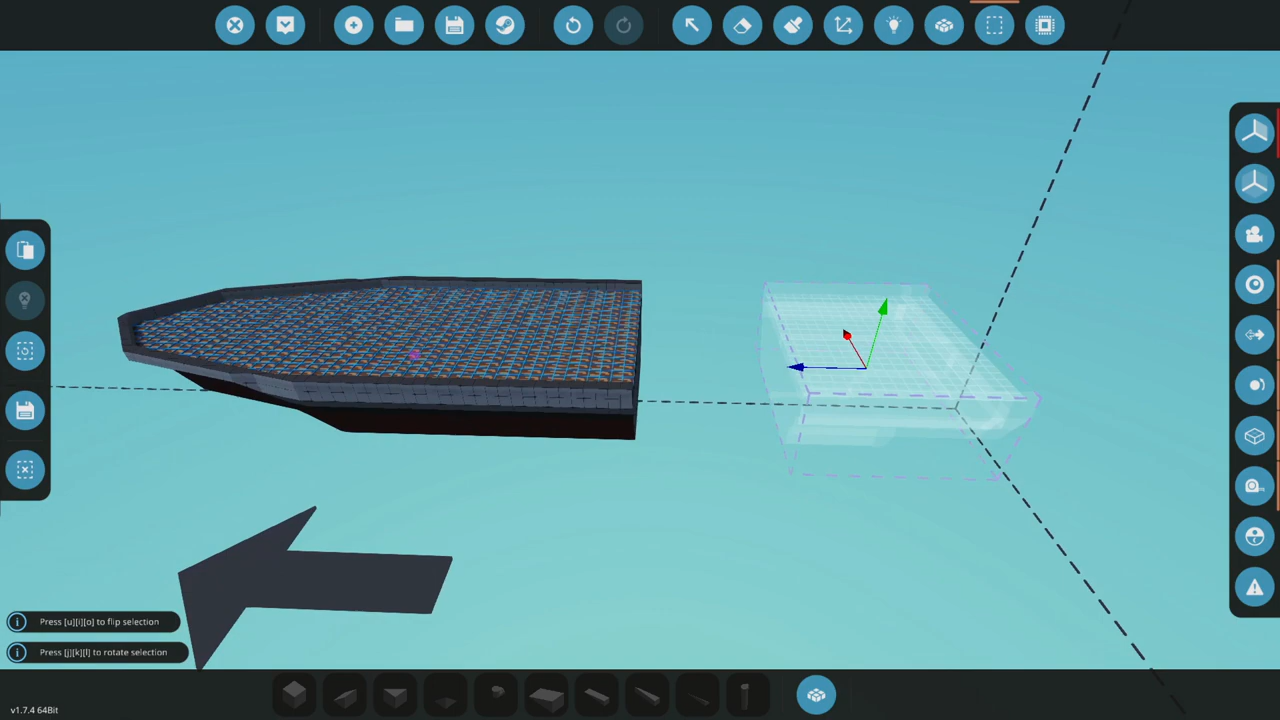 Press [u][i][o] to flip selection
Press [j][k][l] to rotate selection
v1.7.4 64Bit